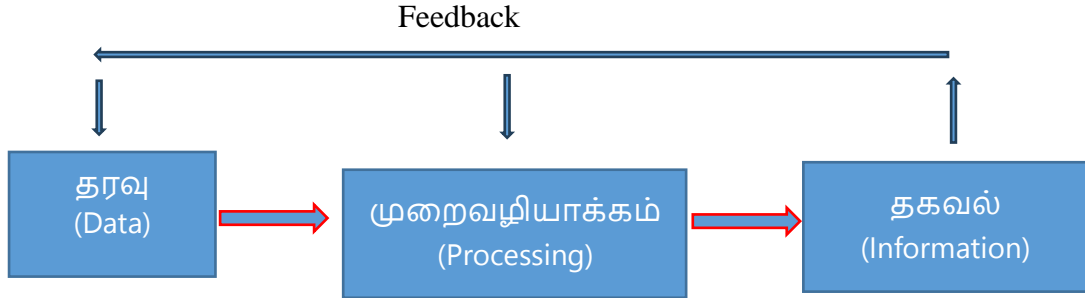 Feedback
தரவு
(Data)
முறைவழியாக்கம்
(Processing)
தகவல்
(Information)